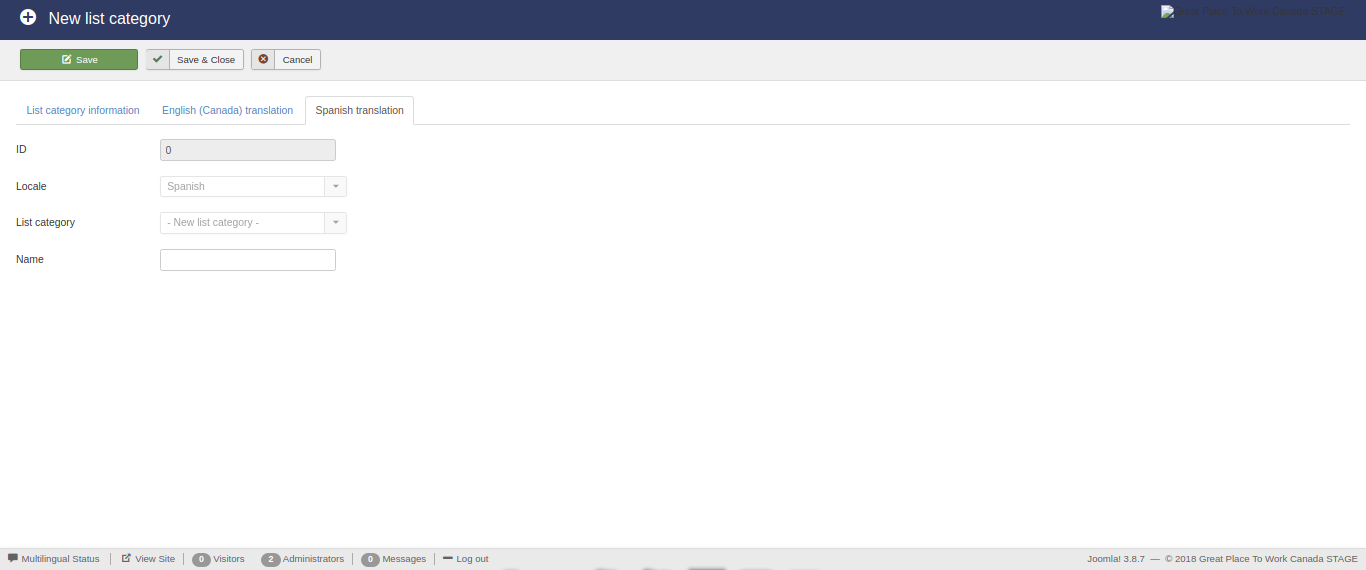 New list category
Great Place To Work Canada STAGE
Save
Save & Close
Cancel
List category information
English (Canada) translation
Spanish translation
ID
0
Locale
Spanish
List category
- New list category -
Name
Multilingual Status
View Site
0 Visitors
2 Administrators
0 Messages
Log out
Joomla! 3.8.7 — © 2018 Great Place To Work Canada STAGE